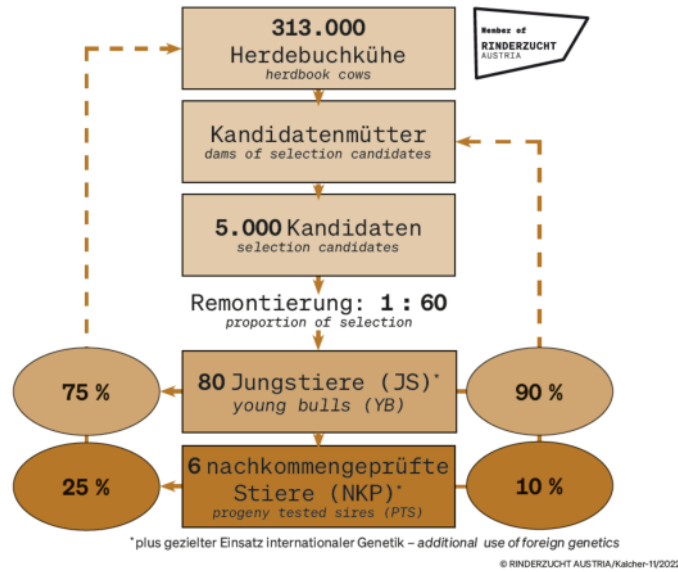 313.000
Herdebuchkühe
herdbook cows
Member of
RINDERZUCHT
AUSTRIA
Kandidatenmütter
dams of selection candidates
5.000 Kandidaten
selection candidates
Remontierung: 1 : 60
proportion of selection
75 %
80 Jungstiere (JS)*
young bulls (YB)
90 %
25 %
6 nachkommengeprüfte
Stiere (NKP)*
progeny tested sires (PTS)
10 %
*plus gezielter Einsatz internationaler Genetik – additional use of foreign genetics
© RINDERZUCHT AUSTRIA/Kalcher-11/2022